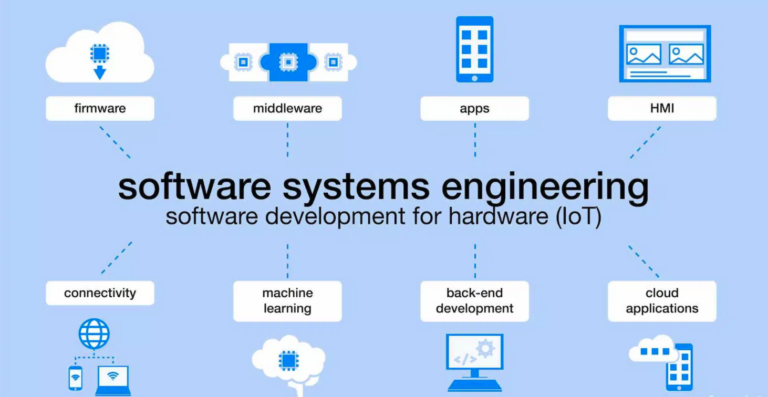 firmware
middleware
apps
HMI
software systems engineering
software development for hardware (IoT)
connectivity
machine
learning
back-end
development
cloud
applications
</>